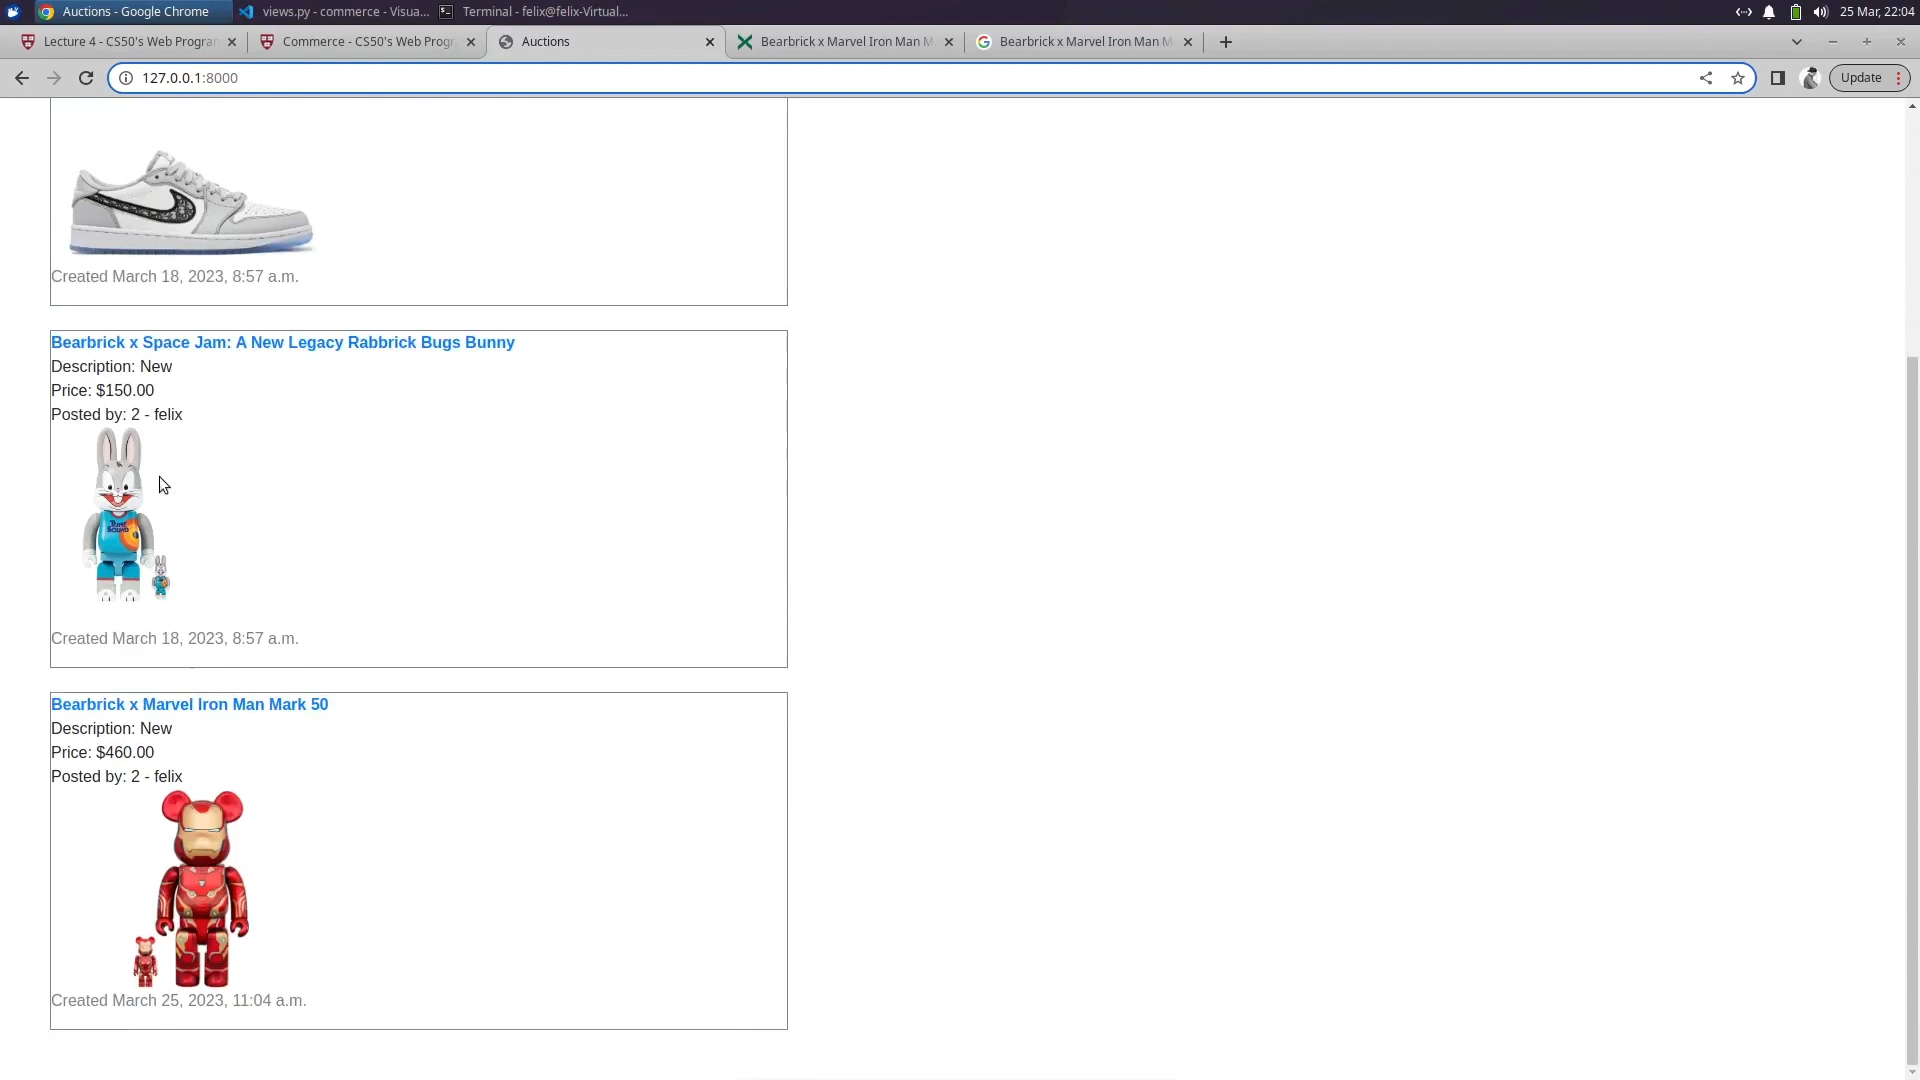 Auctions - Google Chrome
views.py - commerce - Visua...
Terminal - felix@felix-Virtual...
25 Mar, 22:04
Lecture 4 - CS50's Web Progran
Commerce - CS50's Web Progr
Auctions
Bearbrick x Marvel Iron Man M
Bearbrick x Marvel Iron Man M
127.0.0.1:8000
Update
Created March 18, 2023, 8:57 a.m.
Bearbrick x Space Jam: A New Legacy Rabbrick Bugs Bunny
Description: New
Price: $150.00
Posted by: 2 - felix
Created March 18, 2023, 8:57 a.m.
Bearbrick x Marvel Iron Man Mark 50
Description: New
Price: $460.00
Posted by: 2 - felix
Created March 25, 2023, 11:04 a.m.